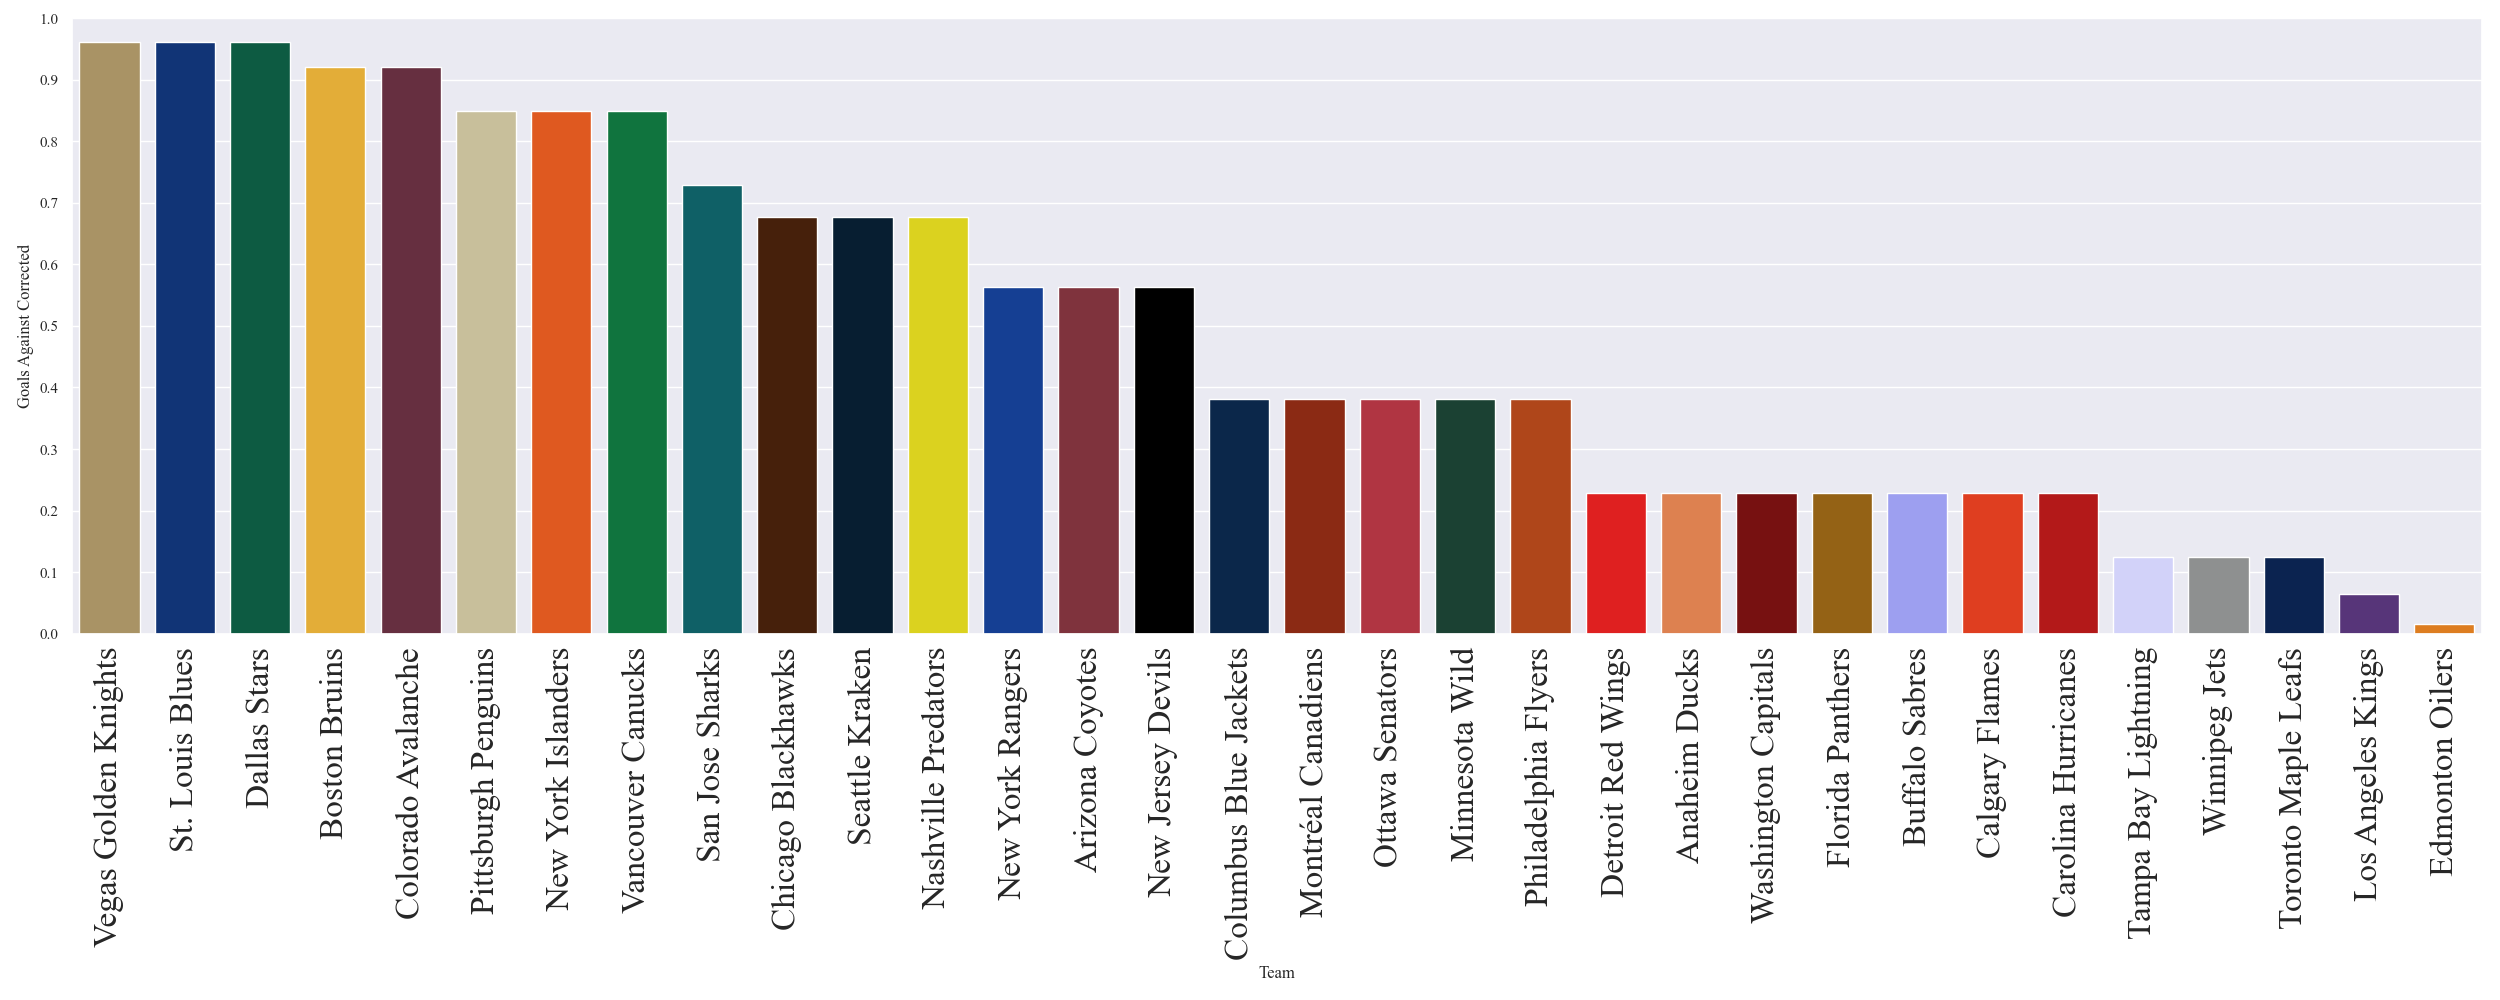 1.0
0.9
0.8
0.7
0.6
0.5
0.4
0.3
0.2
0.1
0.0
Goals Against Corrected
Vegas Golden Knights
St. Louis Blues
Dallas Stars
Boston Bruins
Colorado Avalanche
Pittsburgh Penguins
New York Islanders
Vancouver Canucks
San Jose Sharks
Chicago Blackhawks
Seattle Kraken
Nashville Predators
New York Rangers
Arizona Coyotes
New Jersey Devils
Columbus Blue Jackets
Montréal Canadiens
Ottawa Senators
Minnesota Wild
Philadelphia Flyers
Detroit Red Wings
Anaheim Ducks
Washington Capitals
Florida Panthers
Buffalo Sabres
Calgary Flames
Carolina Hurricanes
Tampa Bay Lightning
Winnipeg Jets
Toronto Maple Leafs
Los Angeles Kings
Edmonton Oilers
Team